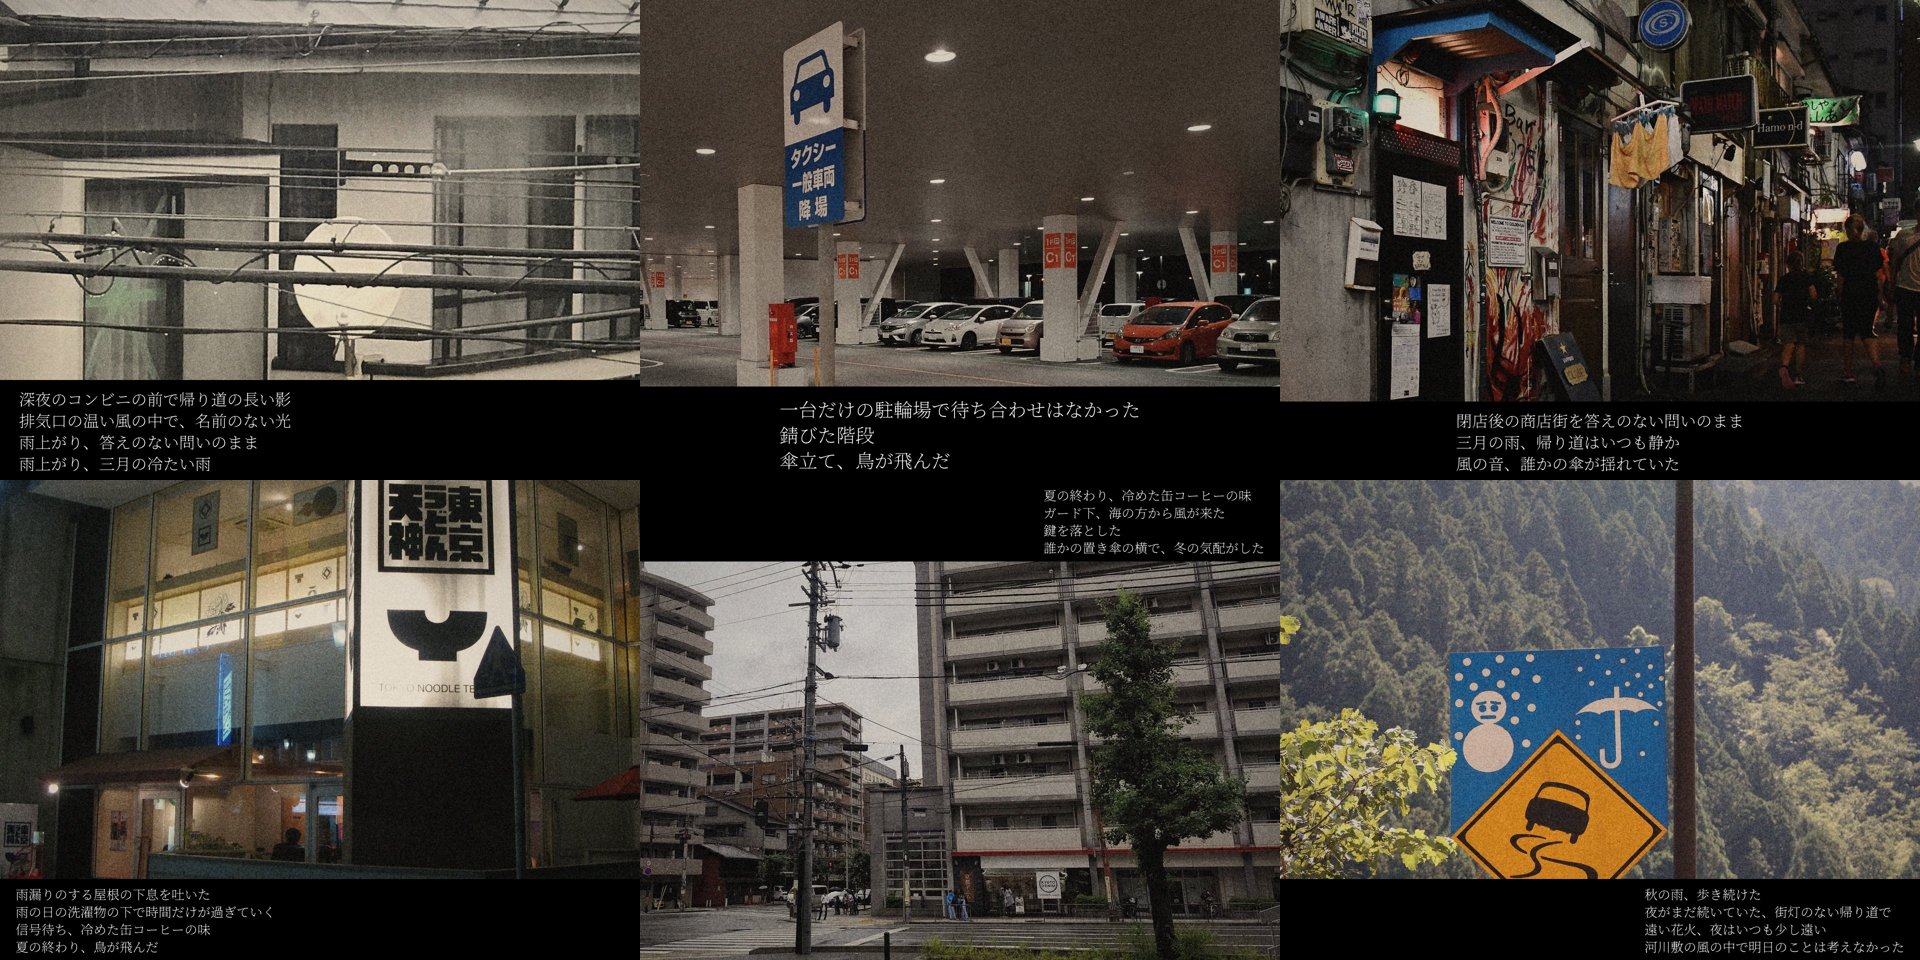 深夜のコンビニの前で帰り道の長い影
排気口の温い風の中で、名前のない光
雨上がり、答えのない問いのまま
雨上がり、三月の冷たい雨
タクシー
一般車両
降場
C1
C1
C1
一台だけの駐輪場で待ち合わせはなかった
錆びた階段
傘立て、鳥が飛んだ
Bar
Hamon-d
閉店後の商店街を答えのない問いのまま
三月の雨、帰り道はいつも静か
風の音、誰かの傘が揺れていた
東京
うどん
天神
NOODLE
雨漏りのする屋根の下息を吐いた
雨の日の洗濯物の下で時間だけが過ぎていく
信号待ち、冷めた缶コーヒーの味
夏の終わり、鳥が飛んだ
夏の終わり、冷めた缶コーヒーの味
ガード下、海の方から風が来た
鍵を落とした
誰かの置き傘の横で、冬の気配がした
秋の雨、歩き続けた
夜がまだ続いていた、街灯のない帰り道で
遠い花火、夜はいつも少し遠い
河川敷の風の中で明日のことは考えなかった